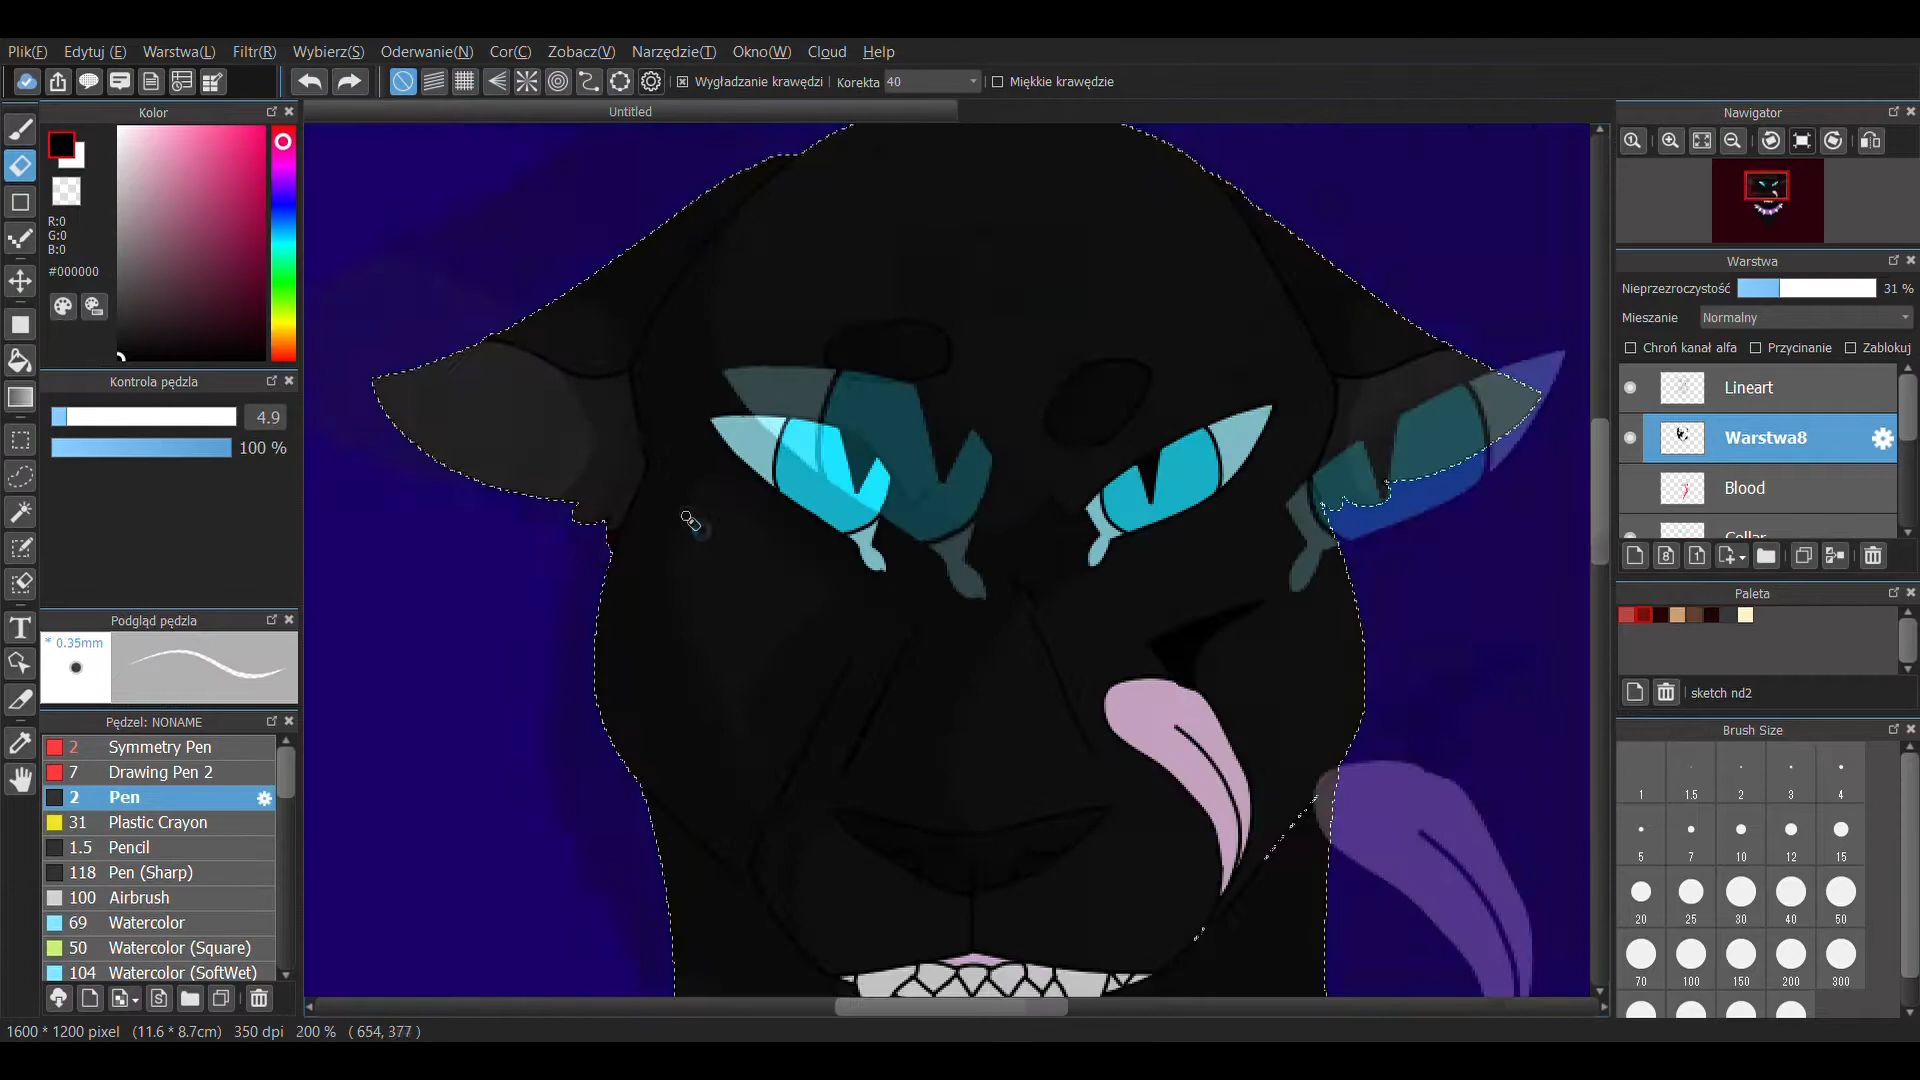 Plik(F) Edytuj (E) Warstwa(L) Filtr(R) Wybierz(S) Oderwanie(N) Cor(C) Zobacz(V) Narzędzie(T) Okno(W) Cloud Help
Wygładzanie krawędzi Korekta 40 Miękkie krawędzie
Kolor
Untitled
Nawigator
R:0
G:0
B:0
#000000
Warstwa
Nieprzezroczystość 31 %
Mieszanie Normalny
Chroń kanał alfa Przycinanie Zablokuj
Kontrola pędzla
4.9
100 %
Lineart
Warstwa8
Blood
Collar
Paleta
sketch nd2
Podgląd pędzla
* 0.35mm
Pędzel: NONAME
2 Symmetry Pen
7 Drawing Pen 2
2 Pen
31 Plastic Crayon
1.5 Pencil
118 Pen (Sharp)
100 Airbrush
69 Watercolor
50 Watercolor (Square)
104 Watercolor (SoftWet)
Brush Size
1 1.5 2 3 4
5 7 10 12 15
20 25 30 40 50
70 100 150 200 300
1600 * 1200 pixel (11.6 * 8.7cm) 350 dpi 200 % ( 654, 377 )